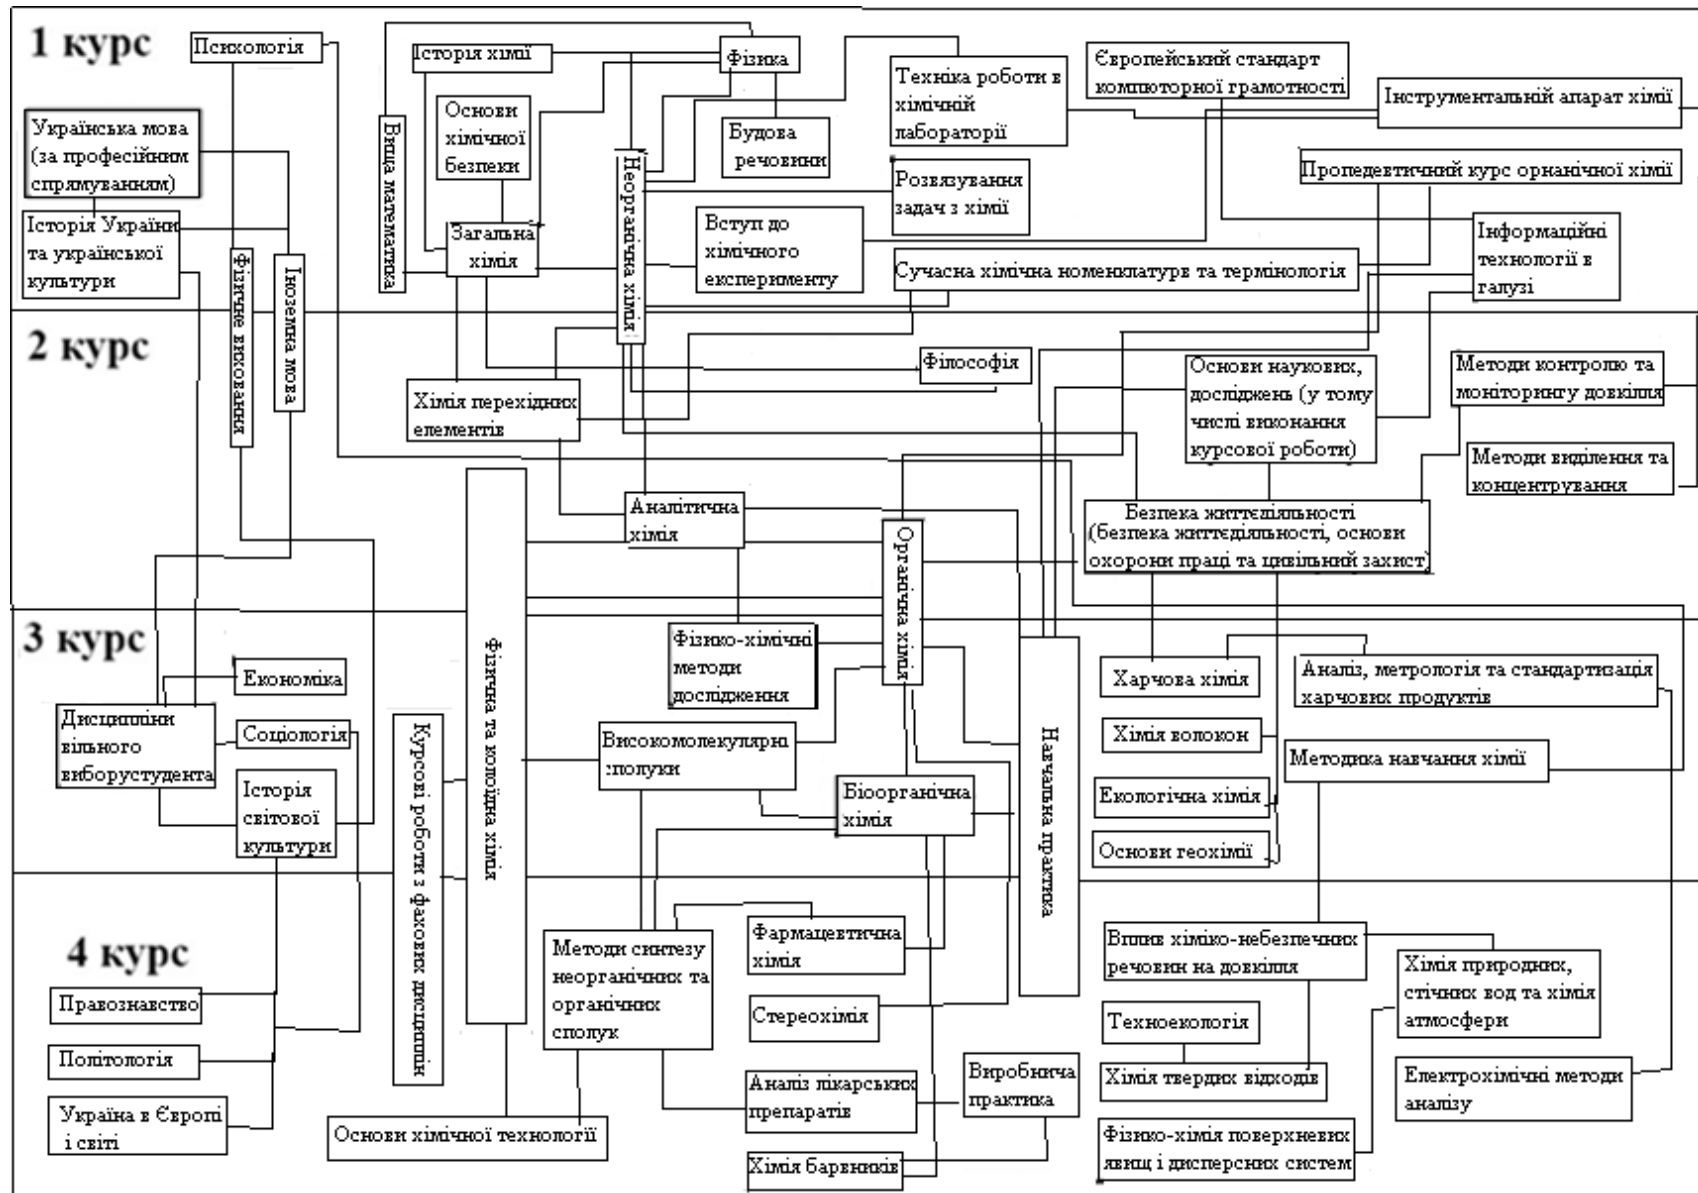 1 курс
Психологія
Українська мова
(за професійним
спрямуванням)
Історія України
та української
культури
Фізичне виховання
Іноземна мова
Вища математика
Історія хімії
Основи
хімічної
безпеки
Загальна
хімія
Неорганічна хімія
Фізика
Будова
речовини
Техніка роботи в
хімічній
лабораторії
Розвязування
задач з хімії
Вступ до
хімічного
експерименту
Сучасна хімічна номенклатурв та термінологія
Європейський стандарт
компюторної грамотності
Інструментальній апарат хімії
Пропедевтичний курс орнанічної хімії
Інформаційні
технології в
галузі
2 курс
Хімія перехідних
елементів
Філософія
Основи наукових,
досліджень (у тому
числі виконання
курсової роботи)
Методи контролю та
моніторингу довкілля
Методи виділення та
концентрування
Аналітична
хімія
Органічна хімія
Безпека життєдіяльності
(безпека життєдіяльності, основи
охорони праці та цивільний захист)
3 курс
Фізична та колоїдна хімія
Фізико-хімічні
методи
дослідження
Економіка
Дисципліни
вільного
виборустудента
Соціологія
Історія
світової
культури
Курсові. роботи з фахових дисциплін
Високомолекулярні
сполуки
Біоорганічна
хімія
Навчальна практика
Харчова хімія
Аналіз, метрологія та стандартизація
харчових продуктів
Хімія волокон
Методика навчання хімії
Екологічна хімія
Основи геохімії
4 курс
Правознавство
Політологія
Україна в Європі
і світі
Основи хімічної технології
Методи синтезу
неорганічних та
органічних
сполук
Фармацевтична
хімія
Стереохімія
Аналіз лікарських
препаратів
Виробнича
практика
Хімія барвників
Вплив хіміко-небезпечних
речовин на довкілля
Хімія природних,
стічних вод та хімія
атмосфери
Техноекологія
Хімія твердих відходів
Електрохімічні методи
аналізу
Фізико-хімія поверхневих
явищ і дисперсних систем